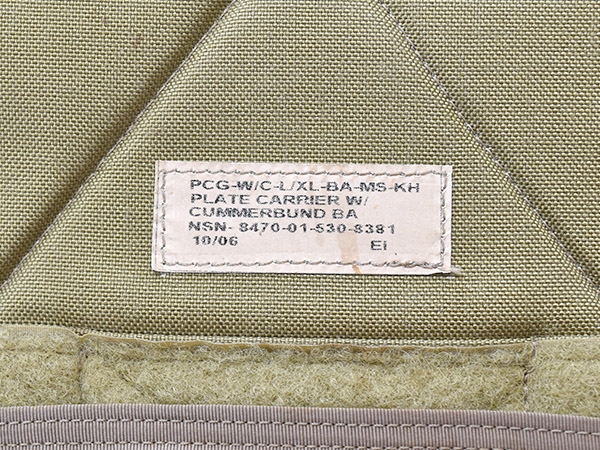 PCG-W/C-L/XL-BA-MS-KH
PLATE CARRIER W/
CUMMERBUND BA
NSN- 8470-01-530-8381
10/06 EI